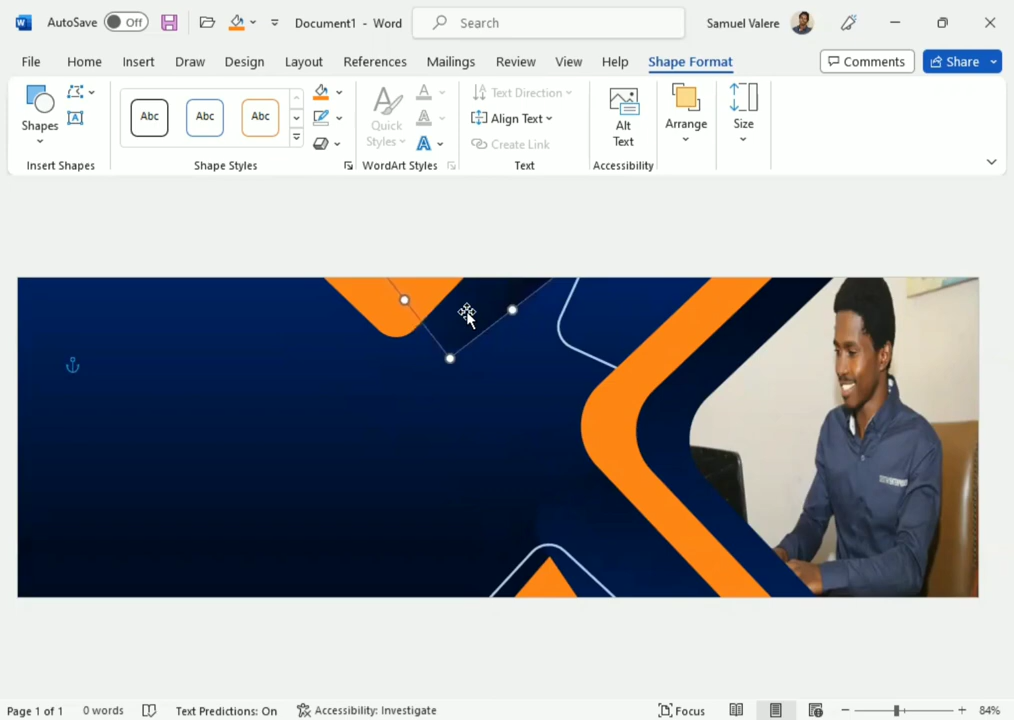 AutoSave Off Document1 - Word Search Samuel Valere
File Home Insert Draw Design Layout References Mailings Review View Help Shape Format Comments Share
Shapes
Abc Abc Abc
Quick Styles
Text Direction
Align Text
Create Link
Alt Text
Arrange
Size
Insert Shapes Shape Styles WordArt Styles Text Accessibility
Page 1 of 1 0 words Text Predictions: On Accessibility: Investigate Focus 84%